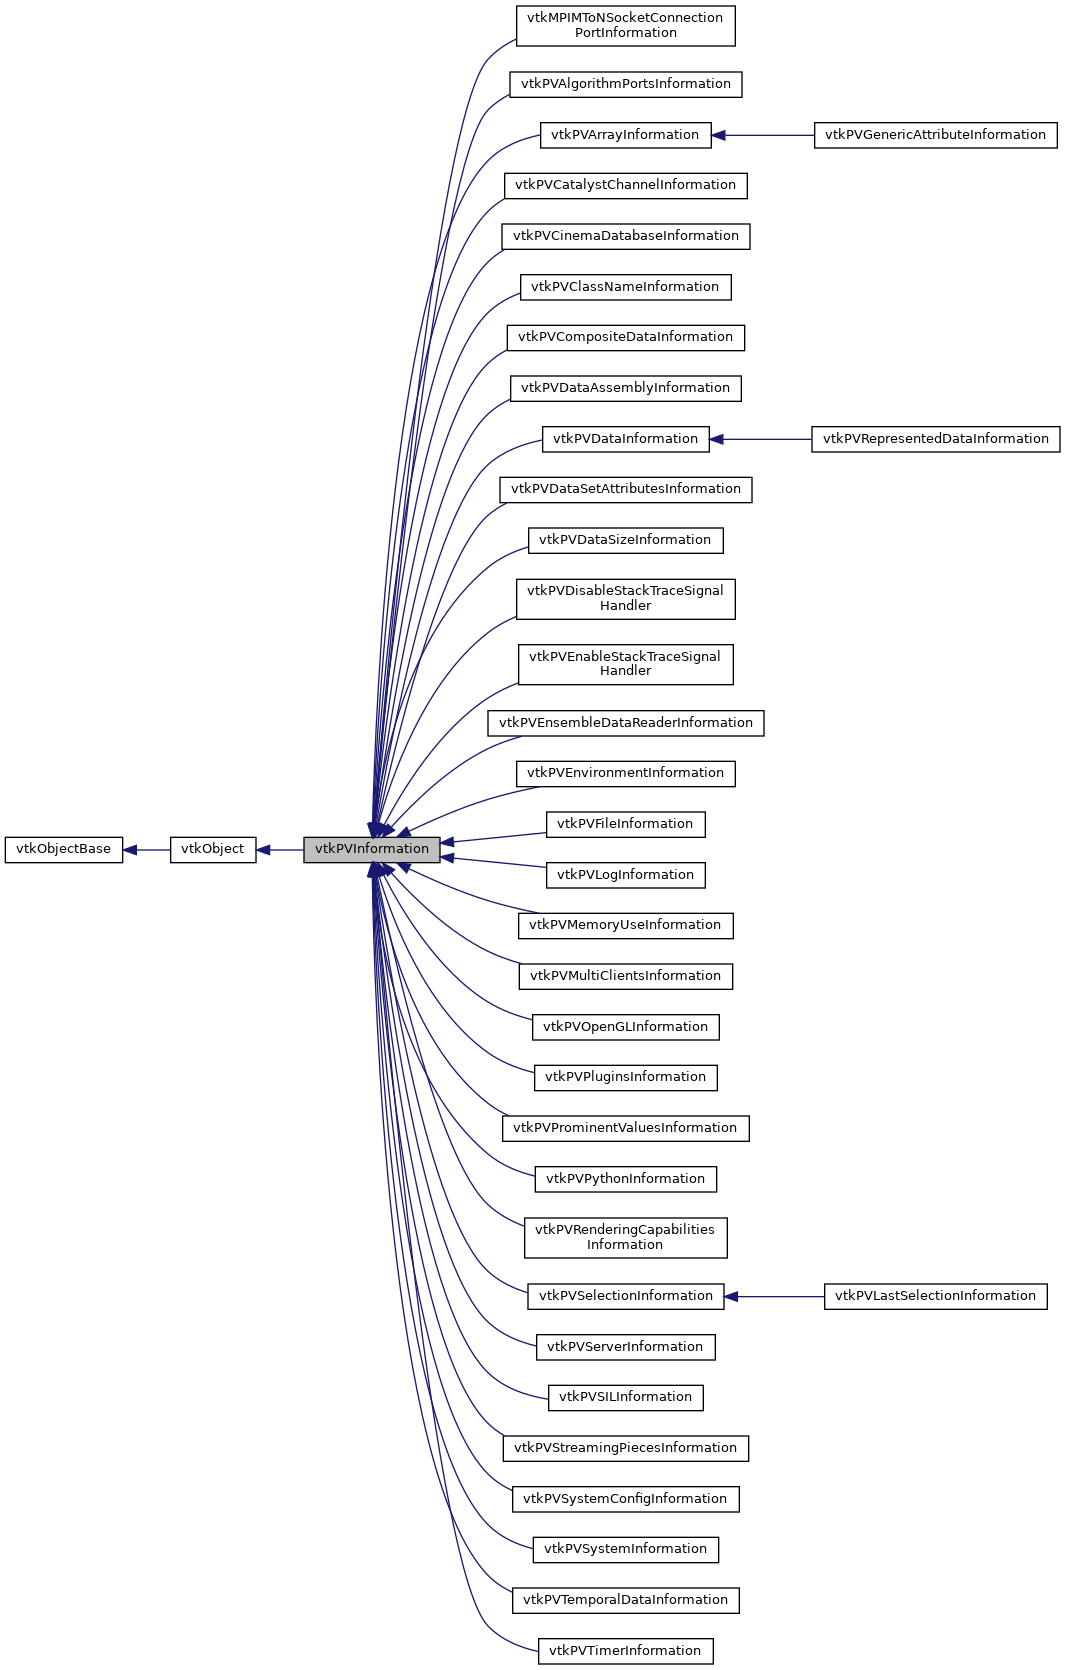 vtkMPIMToNSocketConnection
PortInformation
vtkPVAlgorithmPortsInformation
vtkPVArrayInformation
vtkPVGenericAttributeInformation
vtkPVCatalystChannelInformation
vtkPVCinemaDatabaseInformation
vtkPVClassNameInformation
vtkPVCompositeDataInformation
vtkPVDataAssemblyInformation
vtkPVDataInformation
vtkPVRepresentedDataInformation
vtkPVDataSetAttributesInformation
vtkPVDataSizeInformation
vtkPVDisableStackTraceSignal
Handler
vtkPVEnableStackTraceSignal
Handler
vtkPVEnsembleDataReaderInformation
vtkPVEnvironmentInformation
vtkPVFileInformation
vtkObjectBase
vtkObject
vtkPVInformation
vtkPVLogInformation
vtkPVMemoryUseInformation
vtkPVMultiClientsInformation
vtkPVOpenGLInformation
vtkPVPluginsInformation
vtkPVProminentValuesInformation
vtkPVPythonInformation
vtkPVRenderingCapabilities
Information
vtkPVSelectionInformation
vtkPVLastSelectionInformation
vtkPVServerInformation
vtkPVSILInformation
vtkPVStreamingPiecesInformation
vtkPVSystemConfigInformation
vtkPVSystemInformation
vtkPVTemporalDataInformation
vtkPVTimerInformation